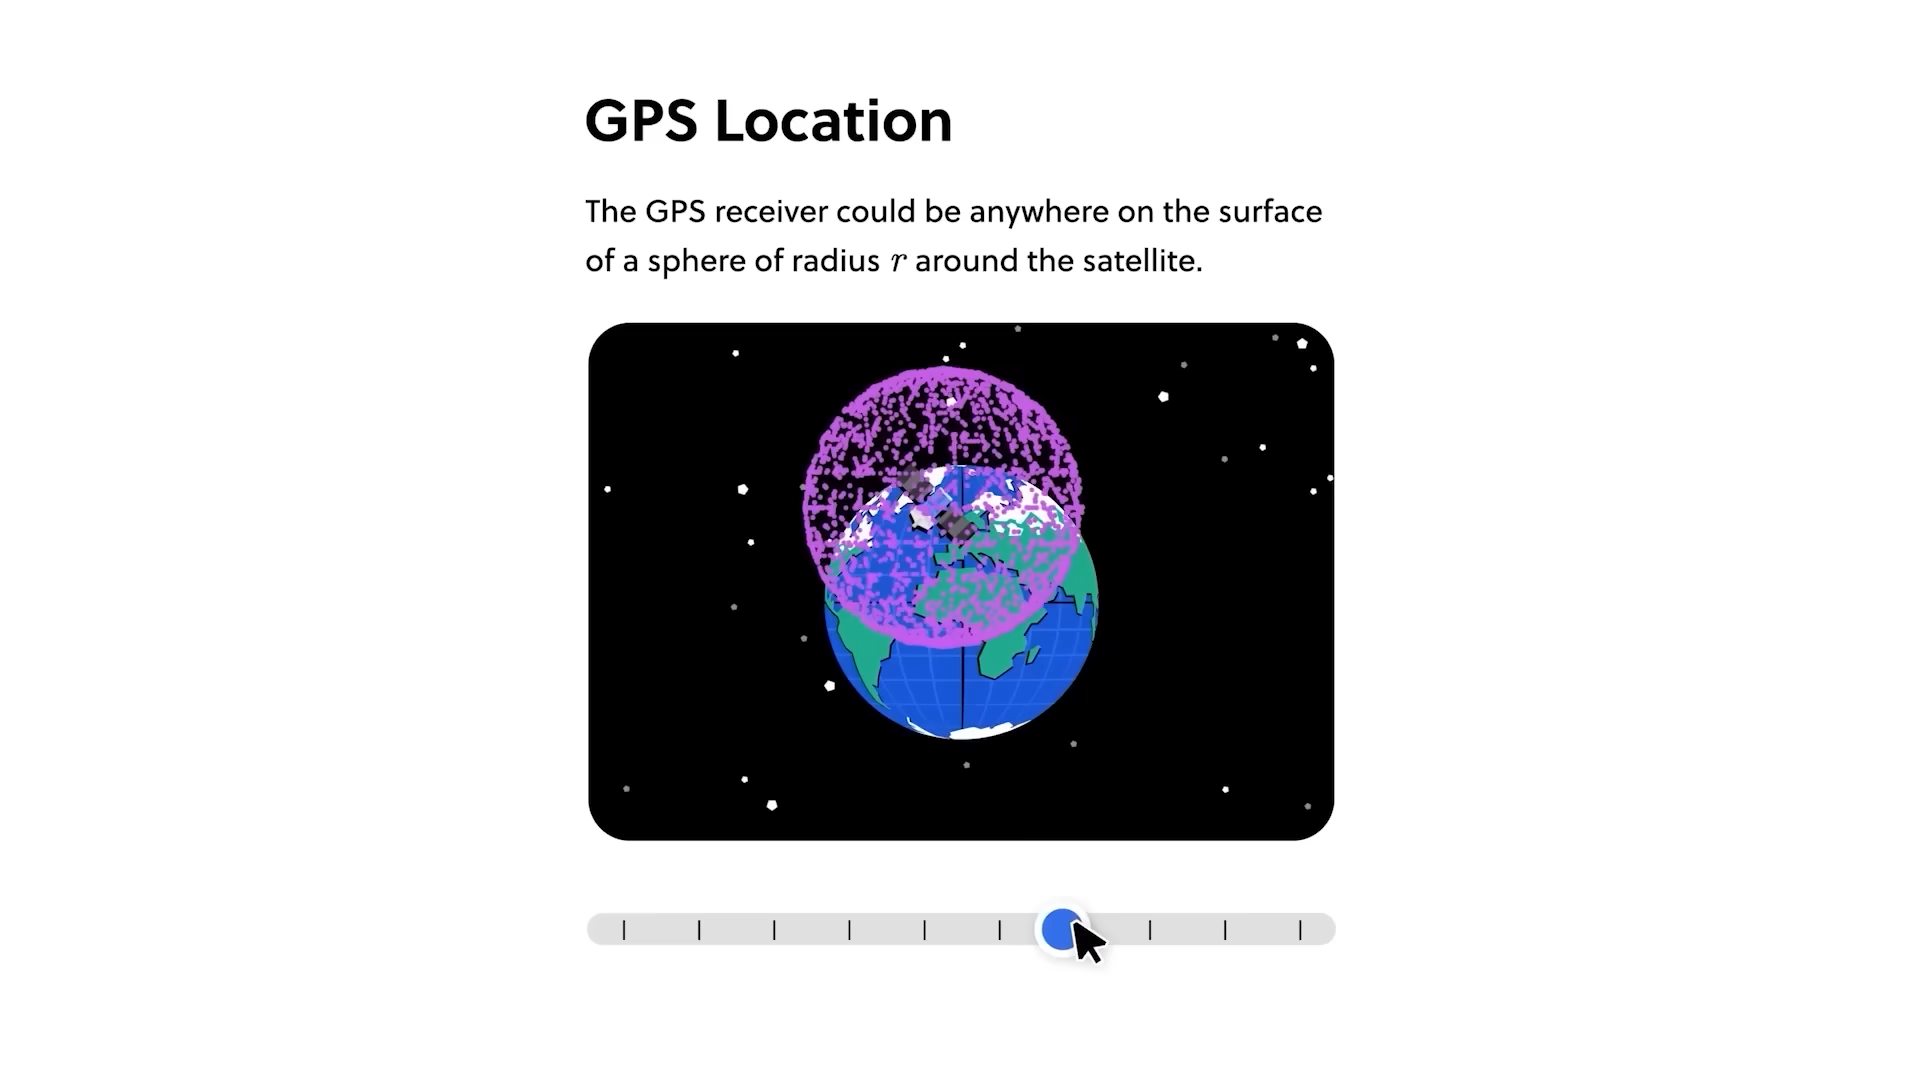 GPS Location
The GPS receiver could be anywhere on the surface
of a sphere of radius r around the satellite.